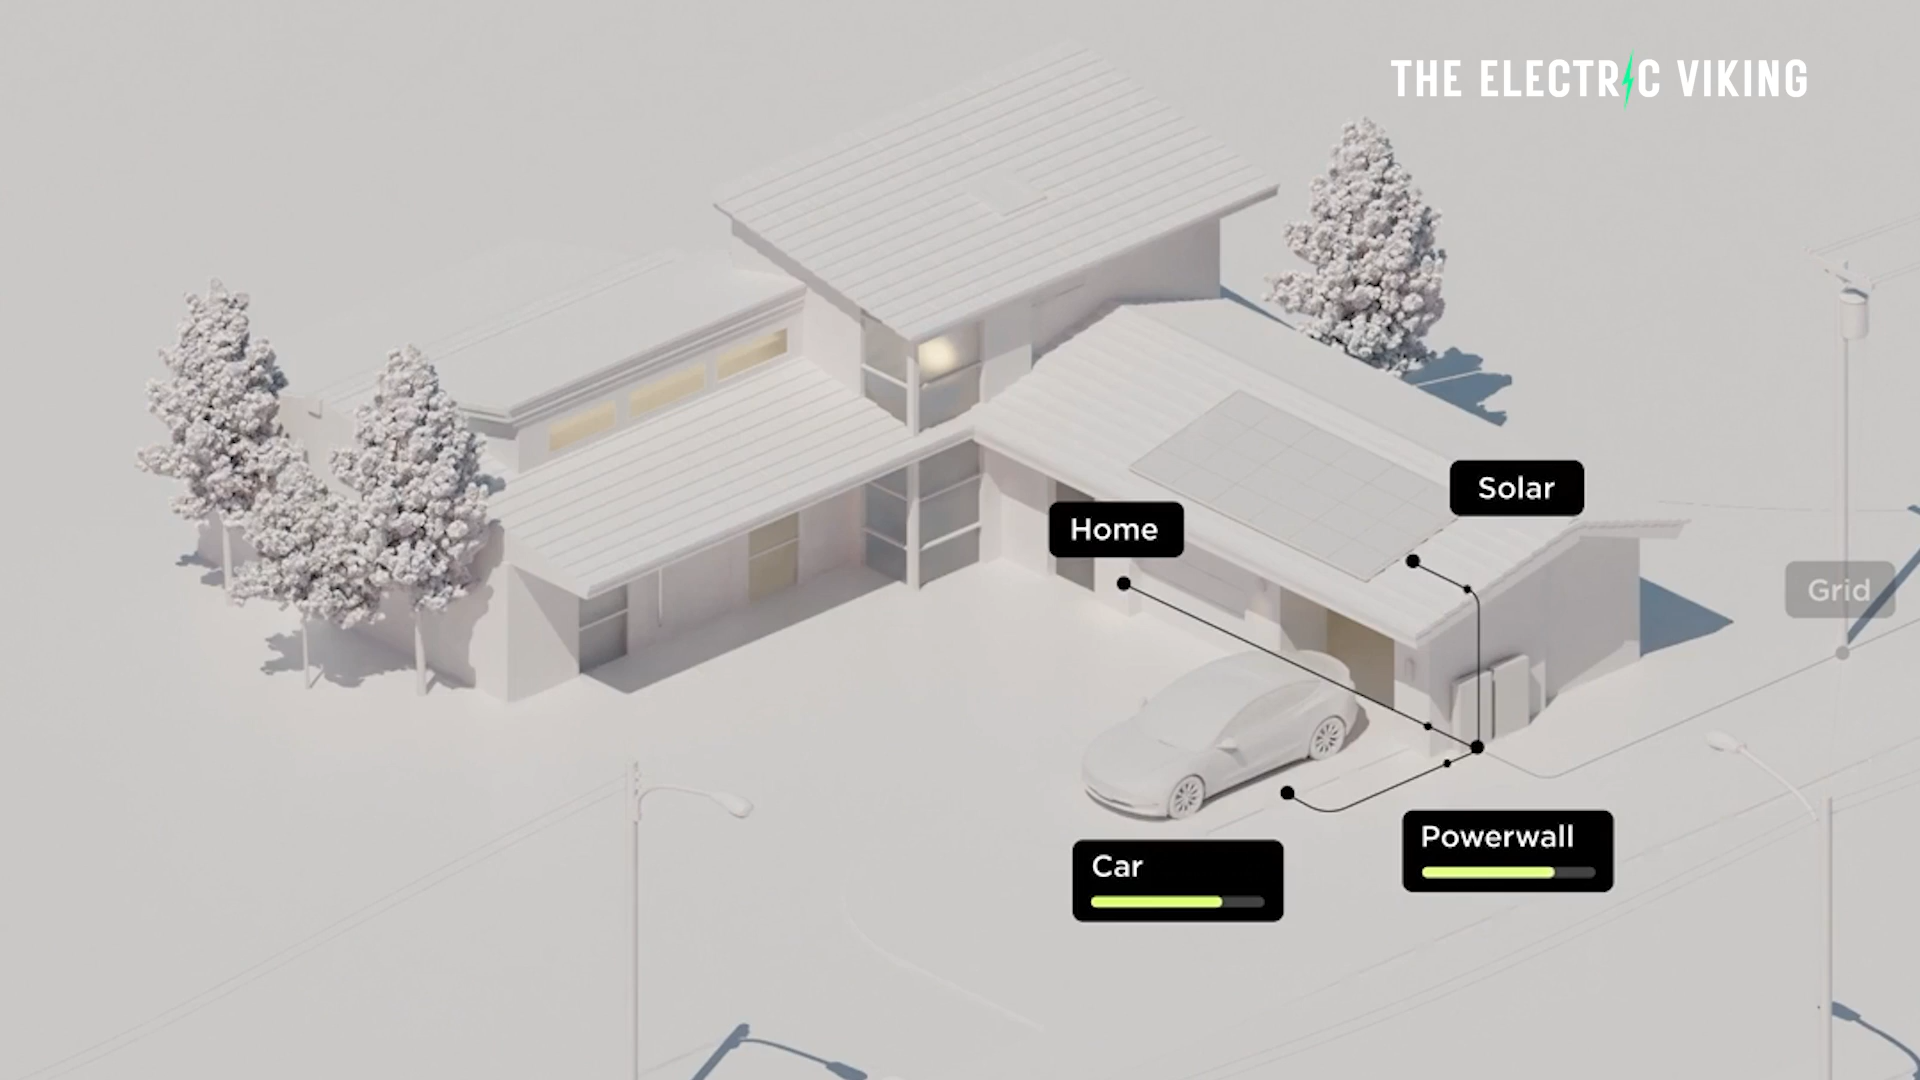 THE ELECTRIC VIKING
Solar
Home
Grid
Powerwall
Car